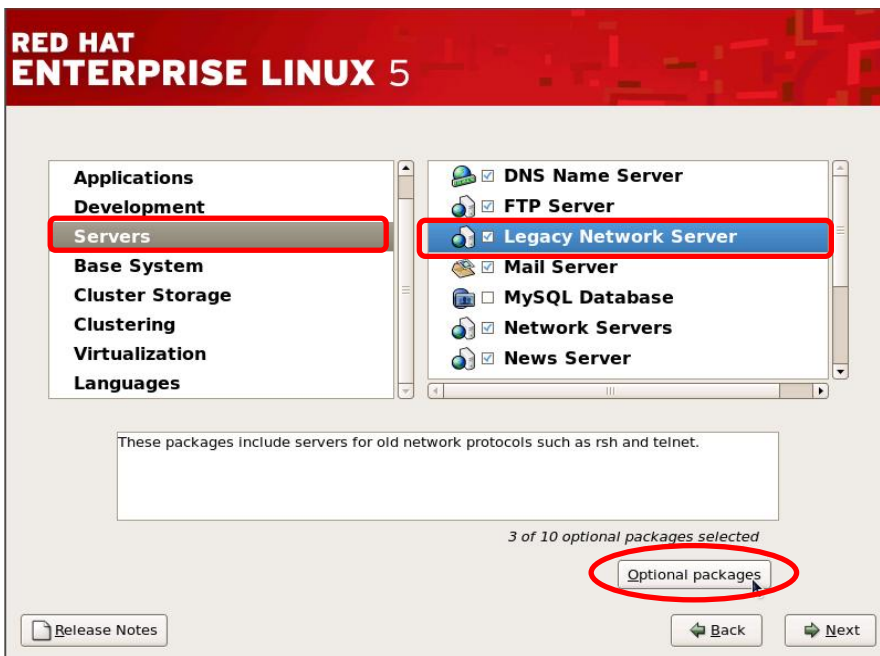 RED HAT
ENTERPRISE LINUX 5
Applications
Development
Servers
Base System
Cluster Storage
Clustering
Virtualization
Languages
DNS Name Server
FTP Server
Legacy Network Server
Mail Server
MySQL Database
Network Servers
News Server
These packages include servers for old network protocols such as rsh and telnet.
3 of 10 optional packages selected
Optional packages
Release Notes
Back
Next